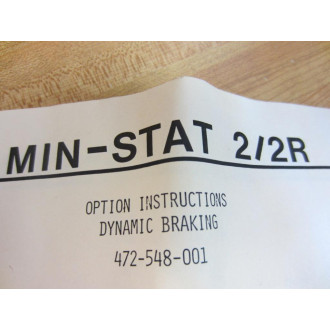 MIN-STAT 2/2R
OPTION INSTRUCTIONS
DYNAMIC BRAKING
472-548-001